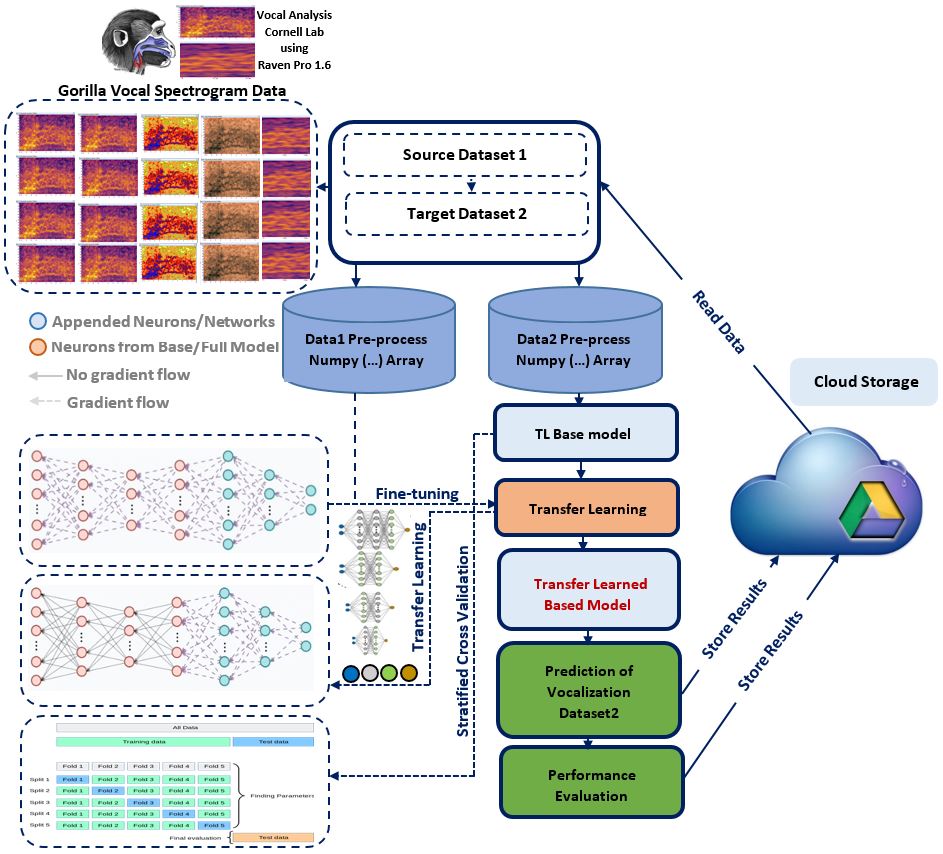 Vocal Analysis
Cornell Lab
using
Raven Pro 1.6
Gorilla Vocal Spectrogram Data
Source Dataset 1
Target Dataset 2
Read Data
Cloud Storage
Data1 Pre-process
Numpy (...) Array
Data2 Pre-prcess
Numpy (...) Array
Appended Neurons/Networks
Neurons from Base/Full Model
No gradient flow
Gradient flow
TL Base model
Fine-tuning
Transfer Learning
Transfer Learning
Stratified Cross Validation
Transfer Learned
Based Model
Prediction of
Vocalization
Dataset2
Performance
Evaluation
Store Results
Store Results
All Data
Training data Test data
Fold 1 Fold 2 Fold 3 Fold 4 Fold 5
Split 1 Fold 1 Fold 2 Fold 3 Fold 4 Fold 5
Split 2 Fold 1 Fold 2 Fold 3 Fold 4 Fold 5
Split 3 Fold 1 Fold 2 Fold 3 Fold 4 Fold 5
Split 4 Fold 1 Fold 2 Fold 3 Fold 4 Fold 5
Split 5 Fold 1 Fold 2 Fold 3 Fold 4 Fold 5
Finding Parameters
Final evaluation Test data